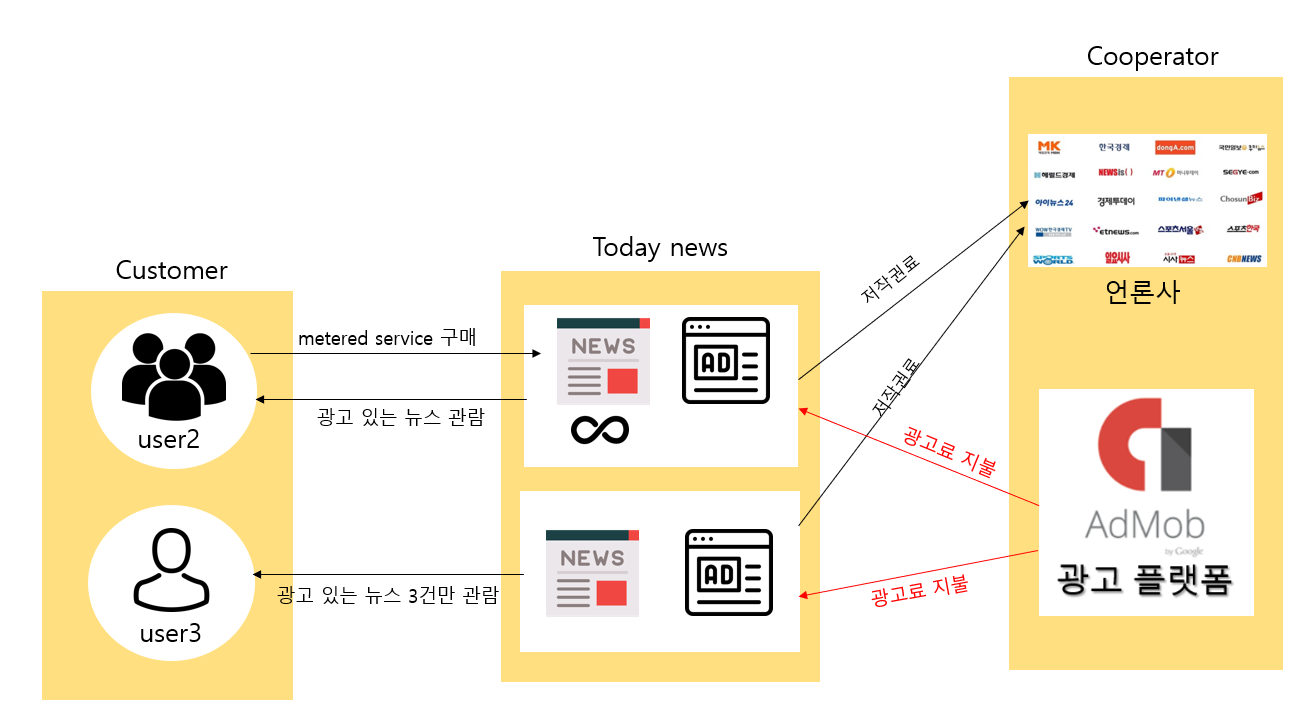 Cooperator
MK
한국경제
dongA.com
헤럴드경제
NEWSis
MT 머니투데이
SEGYE.com
아이뉴스24
경제투데이
파이낸셜뉴스
ChosunBiz
WOW한국경제TV
etnews.com
스포츠서울
스포츠한국
SPORTS WORLD
일요시사
시사뉴스
CNBNEWS
언론사
Today news
Customer
NEWS
AD
metered service 구매
광고 있는 뉴스 관람
user2
저작권료
저작권료
광고료 지불
AdMob
by Google
광고 플랫폼
NEWS
AD
광고 있는 뉴스 3건만 관람
user3
광고료 지불